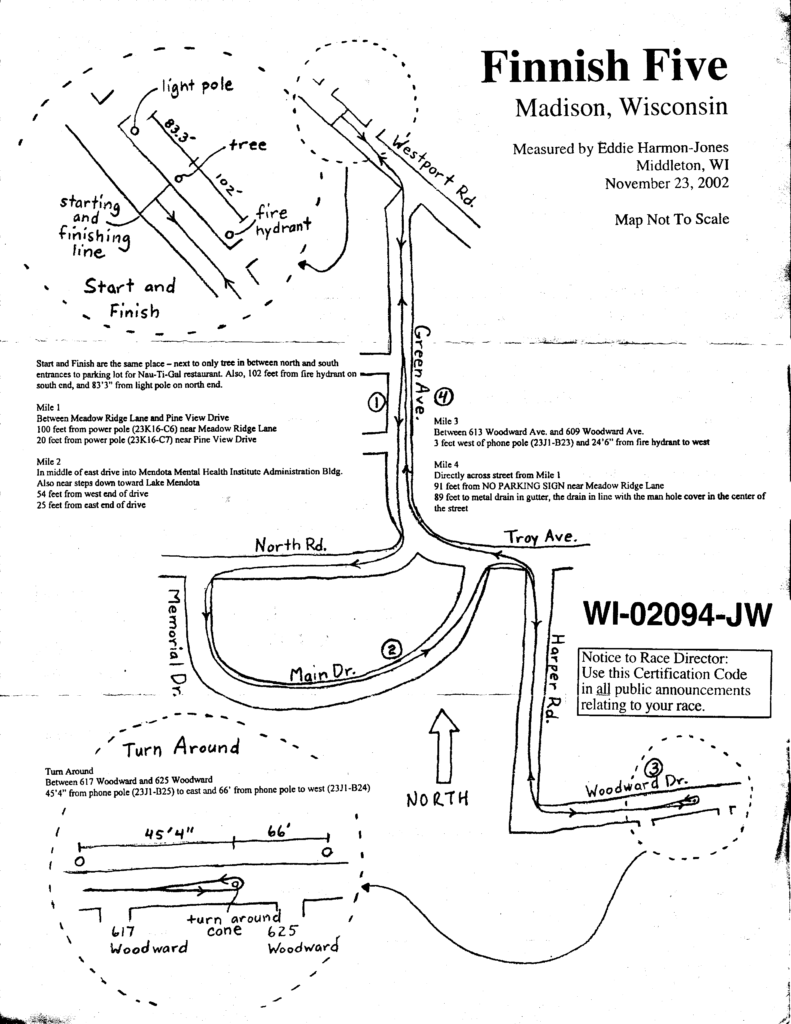 Finnish Five
Madison, Wisconsin
Measured by Eddie Harmon-Jones
Middleton, WI
November 23, 2002
Map Not To Scale
light pole
83.3'
tree
102'
starting
and
finishing
line
fire
hydrant
Start and
Finish
Westport Rd.
Green Ave.
Start and Finish are the same place – next to only tree in between north and south
entrances to parking lot for Nau-Ti-Gal restaurant. Also, 102 feet from fire hydrant on
south end, and 83'3" from light pole on north end.
Mile 1
Between Meadow Ridge Lane and Pine View Drive
100 feet from power pole (23K16-C6) near Meadow Ridge Lane
20 feet from power pole (23K16-C7) near Pine View Drive
Mile 2
In middle of east drive into Mendota Mental Health Institute Administration Bldg.
Also near steps down toward Lake Mendota
54 feet from west end of drive
25 feet from east end of drive
1
4
Mile 3
Between 613 Woodward Ave. and 609 Woodward Ave.
3 feet west of phone pole (23J1-B23) and 24'6" from fire hydrant to west
Mile 4
Directly across street from Mile 1
91 feet from NO PARKING SIGN near Meadow Ridge Lane
89 feet to metal drain in gutter, the drain in line with the man hole cover in the center of
the street
North Rd.
Troy Ave.
Memorial Dr.
Main Dr.
2
Harper Rd.
WI-02094-JW
Notice to Race Director:
Use this Certification Code
in all public announcements
relating to your race.
NORTH
3
Woodward Dr.
Turn Around
Turn Around
Between 617 Woodward and 625 Woodward
45'4" from phone pole (23J1-B25) to east and 66' from phone pole to west (23J1-B24)
45'4"
66'
turn around
cone
617
Woodward
625
Woodward